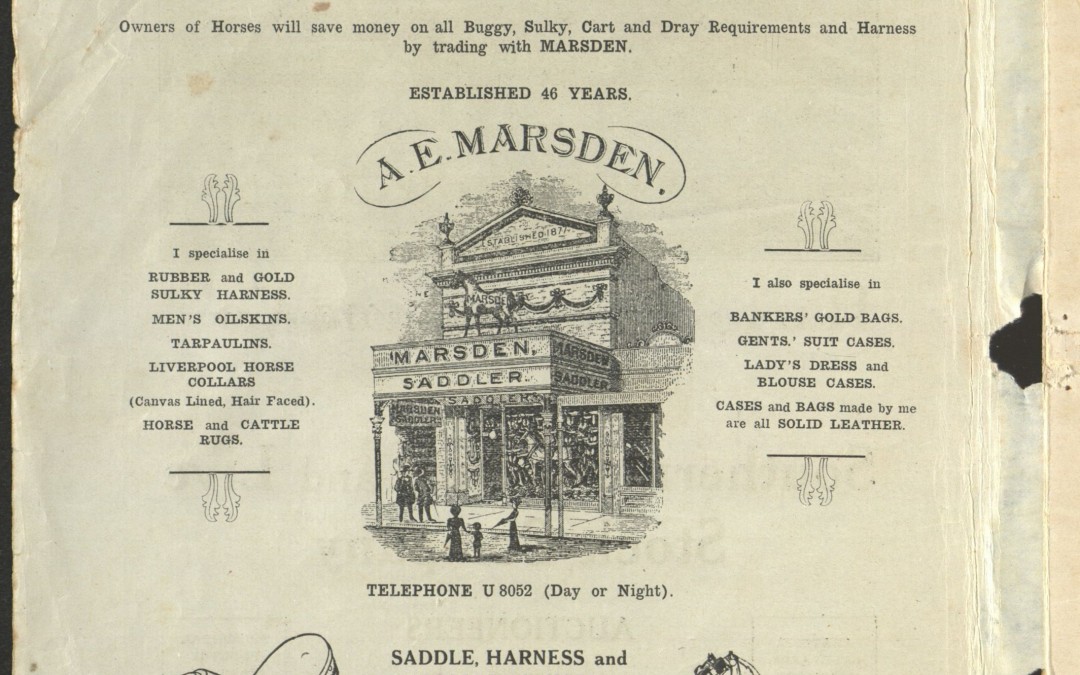 Owners of Horses will save money on all Buggy, Sulky, Cart and Dray Requirements and Harness
by trading with MARSDEN.
ESTABLISHED 46 YEARS.
A.E. MARSDEN.
I specialise in
RUBBER and GOLD
SULKY HARNESS.
MEN'S OILSKINS.
TARPAULINS.
LIVERPOOL HORSE
COLLARS
(Canvas Lined, Hair Faced).
HORSE and CATTLE
RUGS.
ESTABLISHED 1877
MARSDEN
MARSDEN,
MARSDEN
SADDLER.
SADDLER
SADDLER
MARSDEN
SADDLER
I also specialise in
BANKERS' GOLD BAGS.
GENTS.' SUIT CASES.
LADY'S DRESS and
BLOUSE CASES.
CASES and BAGS made by me
are all SOLID LEATHER.
TELEPHONE U 8052 (Day or Night).
SADDLE, HARNESS and